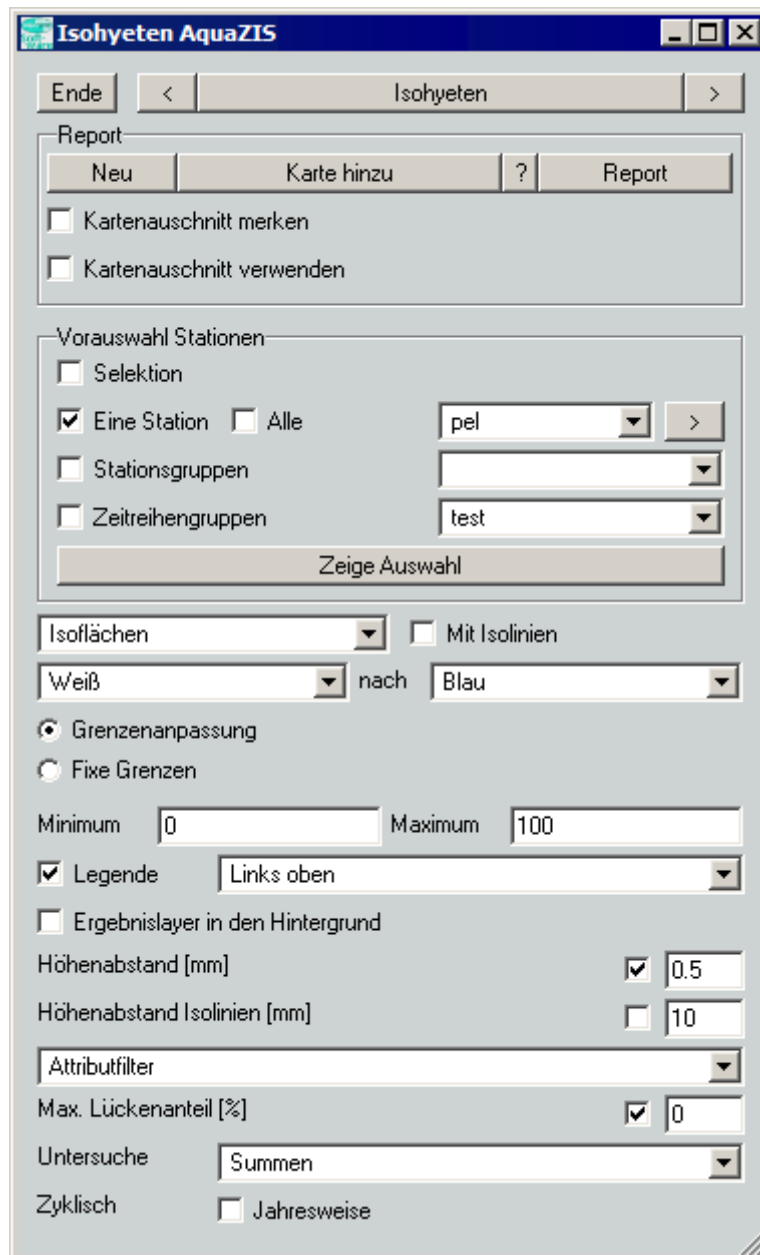 Isohyeten AquaZIS
Ende < Isohyeten >
Report
Neu Karte hinzu ? Report
Kartenauschnitt merken
Kartenauschnitt verwenden
Vorauswahl Stationen
Selektion
Eine Station Alle pel >
Stationsgruppen
Zeitreihengruppen test
Zeige Auswahl
Isoflächen Mit Isolinien
Weiß nach Blau
Grenzenanpassung
Fixe Grenzen
Minimum 0 Maximum 100
Legende Links oben
Ergebnislayer in den Hintergrund
Höhenabstand [mm] 0.5
Höhenabstand Isolinien [mm] 10
Attributfilter
Max. Lückenanteil [%] 0
Untersuche Summen
Zyklisch Jahresweise